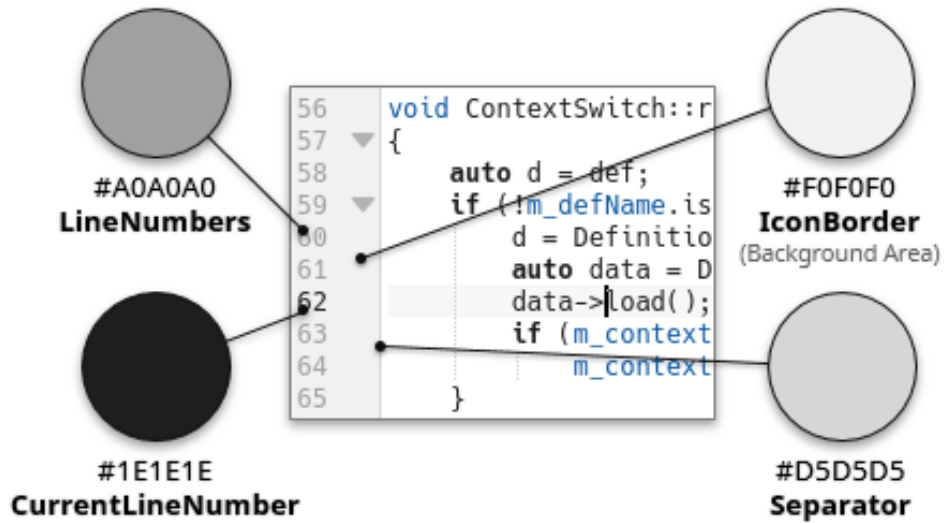 #A0A0A0
LineNumbers
#1E1E1E
CurrentLineNumber
56 void ContextSwitch::r
57 {
58 auto d = def;
59 if (!m_defName.is
60 d = Definitio
61 auto data = D
62 data->load();
63 if (m_context
64 m_context
65 }
#F0F0F0
IconBorder
(Background Area)
#D5D5D5
Separator